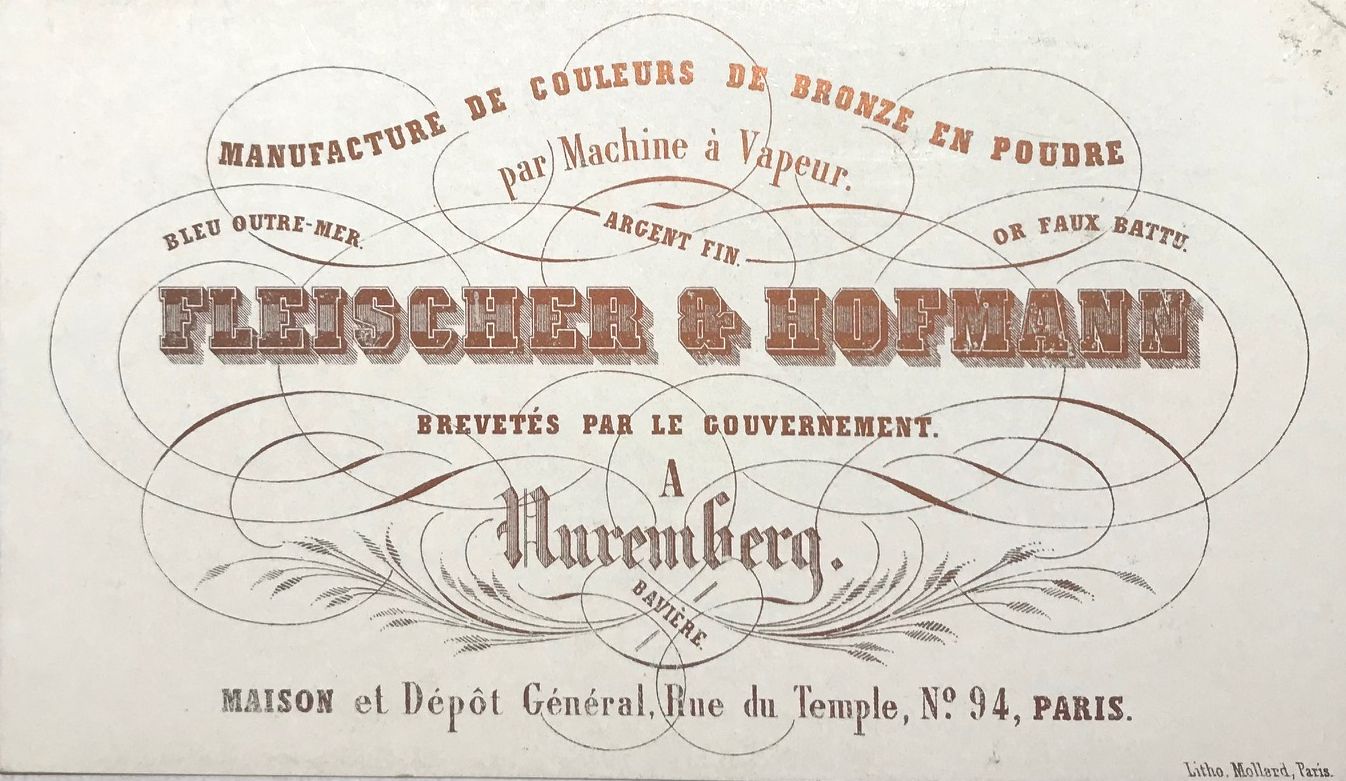 MANUFACTURE DE COULEURS DE BRONZE EN POUDRE
par Machine à Vapeur.
BLEU OUTRE-MER.
ARGENT FIN.
OR FAUX BATTU.
FLEISCHER & HOFMANN
BREVETÉS PAR LE GOUVERNEMENT.
A
Nuremberg.
BAVIÈRE.
MAISON et Dépôt Général, Rue du Temple, Nº 94, PARIS.
Litho. Mollard, Paris.